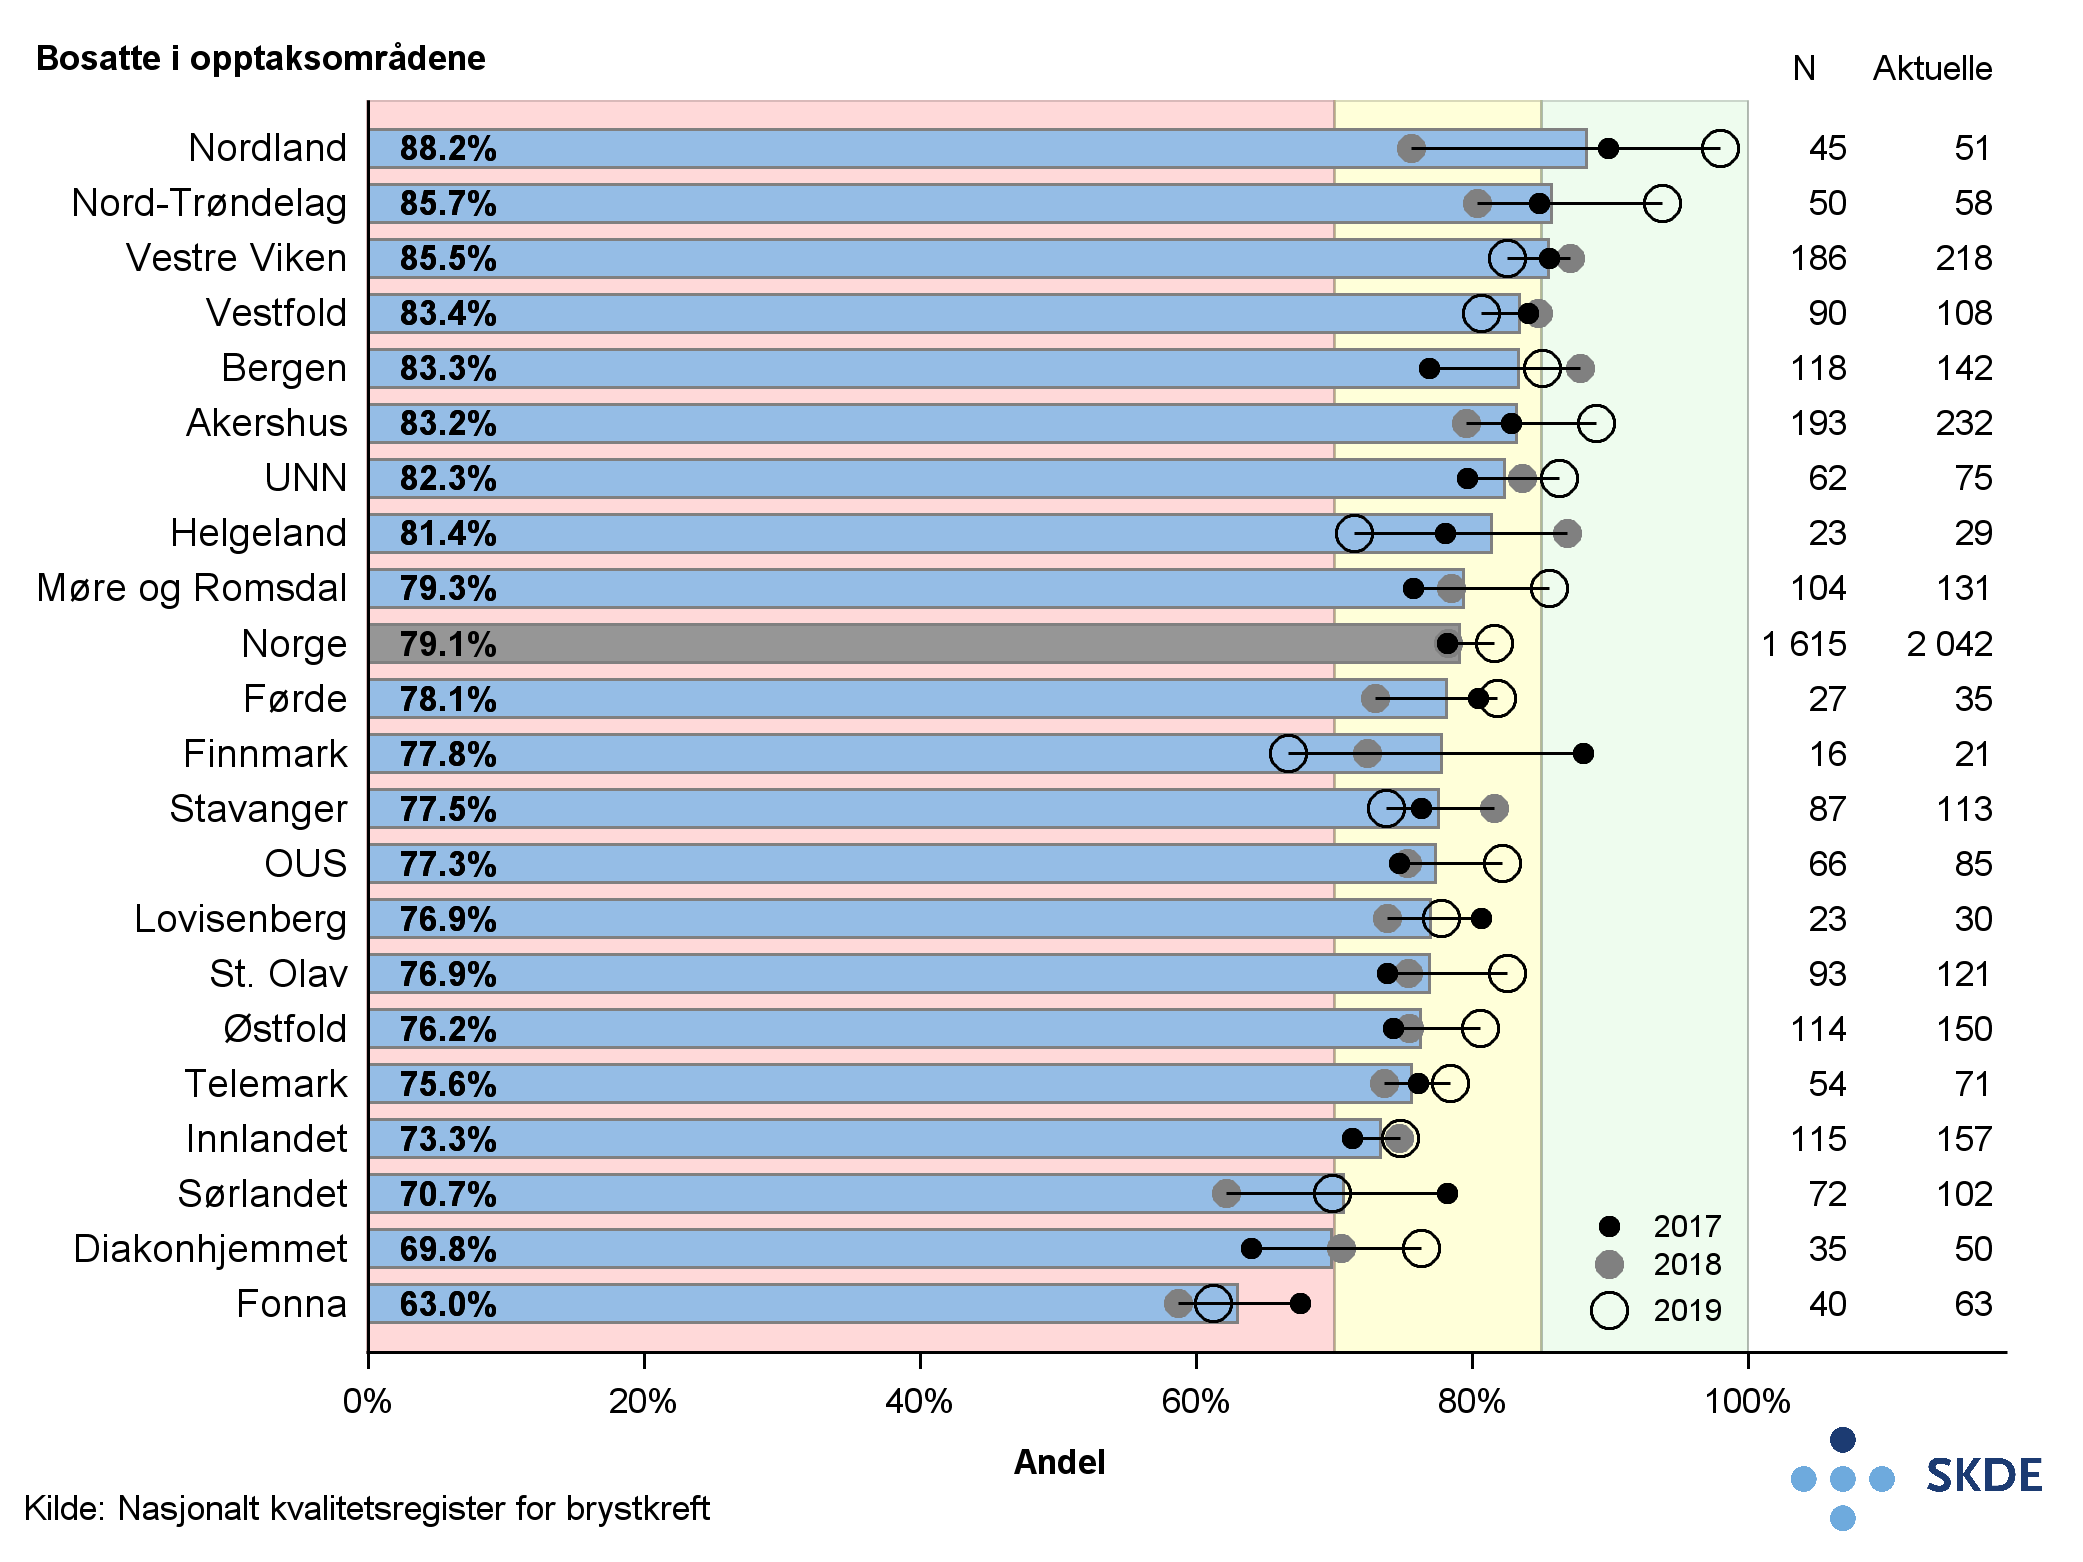 Bosatte i opptaksområdene N Aktuelle
Nordland 88.2% 45 51
Nord-Trøndelag 85.7% 50 58
Vestre Viken 85.5% 186 218
Vestfold 83.4% 90 108
Bergen 83.3% 118 142
Akershus 83.2% 193 232
UNN 82.3% 62 75
Helgeland 81.4% 23 29
Møre og Romsdal 79.3% 104 131
Norge 79.1% 1 615 2 042
Førde 78.1% 27 35
Finnmark 77.8% 16 21
Stavanger 77.5% 87 113
OUS 77.3% 66 85
Lovisenberg 76.9% 23 30
St. Olav 76.9% 93 121
Østfold 76.2% 114 150
Telemark 75.6% 54 71
Innlandet 73.3% 115 157
Sørlandet 70.7% 72 102
2017
Diakonhjemmet 69.8% 35 50
2018
Fonna 63.0% 40 63
2019
0% 20% 40% 60% 80% 100%
Andel
SKDE
Kilde: Nasjonalt kvalitetsregister for brystkreft